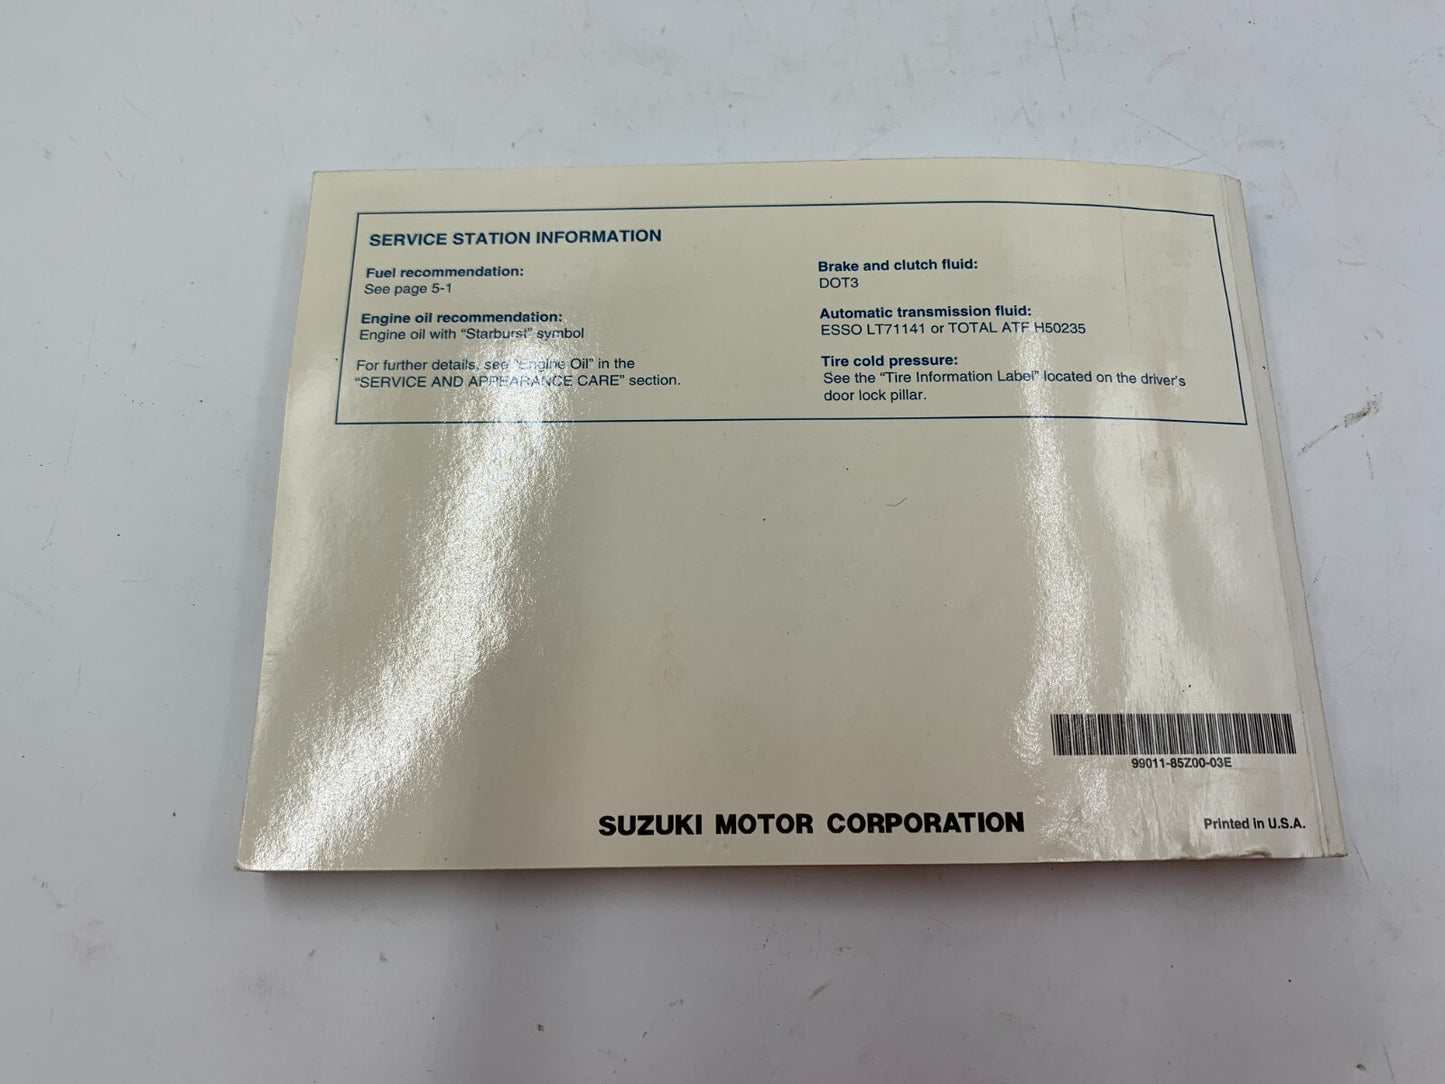 SERVICE STATION INFORMATION
Fuel recommendation:
See page 5-1
Engine oil recommendation:
Engine oil with “Starburst” symbol
For further details, see “Engine Oil” in the
“SERVICE AND APPEARANCE CARE” section.
Brake and clutch fluid:
DOT3
Automatic transmission fluid:
ESSO LT71141 or TOTAL ATF H50235
Tire cold pressure:
See the “Tire Information Label” located on the driver’s
door lock pillar.
99011-85Z00-03E
SUZUKI MOTOR CORPORATION
Printed in U.S.A.